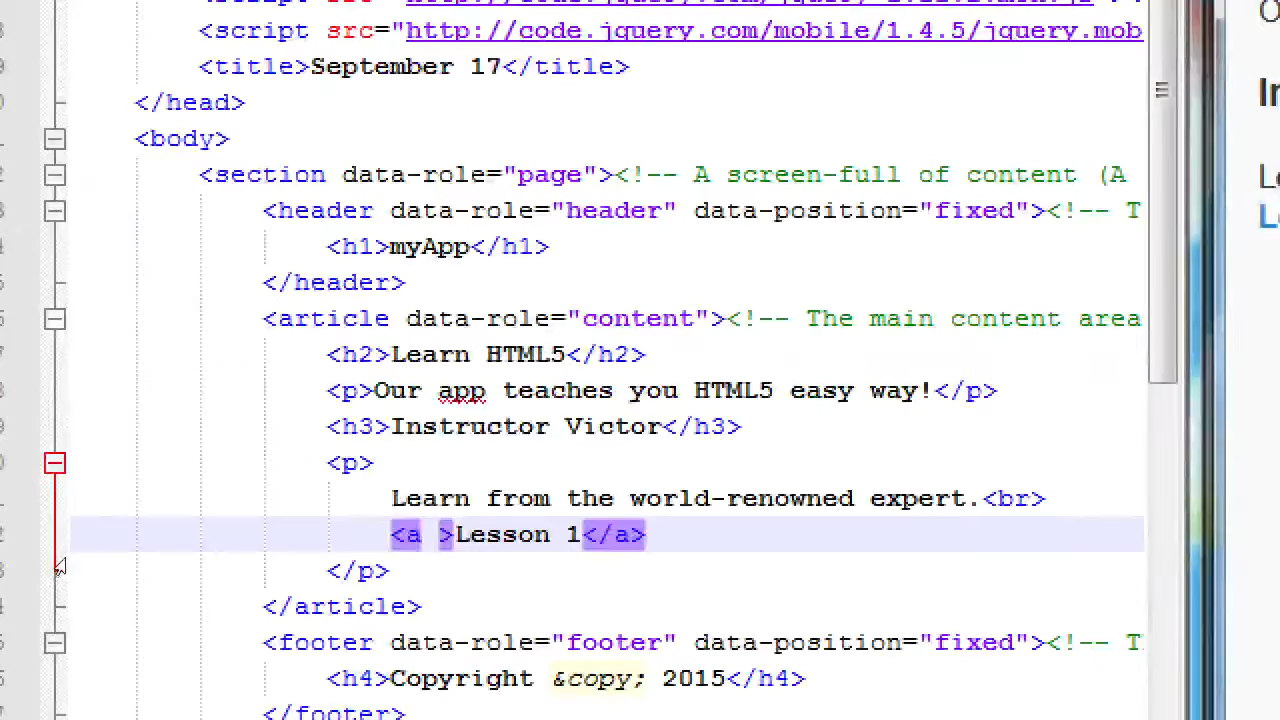 <script src="http://code.jquery.com/mobile/1.4.5/jquery.mob
<title>September 17</title>
</head>
<body>
<section data-role="page"><!-- A screen-full of content (A
<header data-role="header" data-position="fixed"><!-- T
<h1>myApp</h1>
</header>
<article data-role="content"><!-- The main content area
<h2>Learn HTML5</h2>
<p>Our app teaches you HTML5 easy way!</p>
<h3>Instructor Victor</h3>
<p>
Learn from the world-renowned expert.<br>
<a >Lesson 1</a>
</p>
</article>
<footer data-role="footer" data-position="fixed"><!-- T
<h4>Copyright &copy; 2015</h4>
</footer>